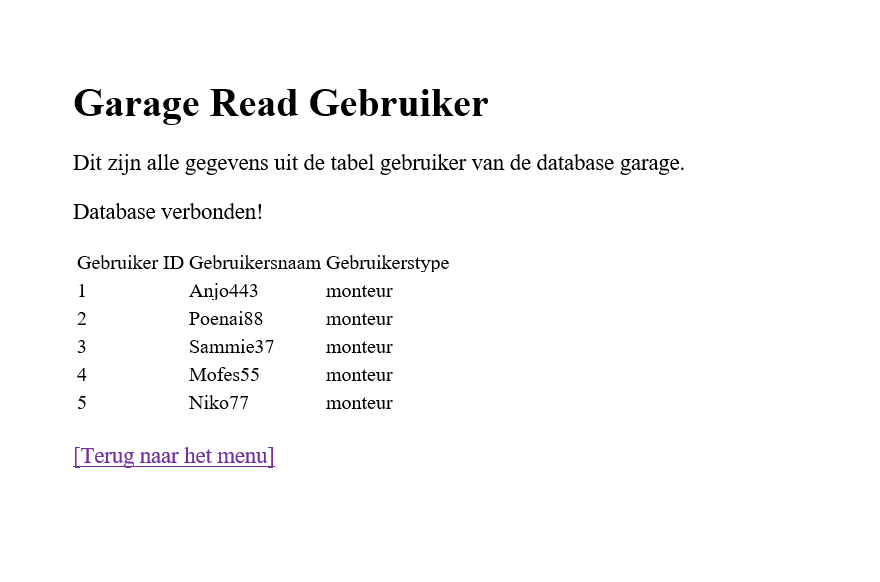 Garage Read Gebruiker
Dit zijn alle gegevens uit de tabel gebruiker van de database garage.
Database verbonden!
Gebruiker ID Gebruikersnaam Gebruikerstype
1 Anjo443 monteur
2 Poenai88 monteur
3 Sammie37 monteur
4 Mofes55 monteur
5 Niko77 monteur
[Terug naar het menu]